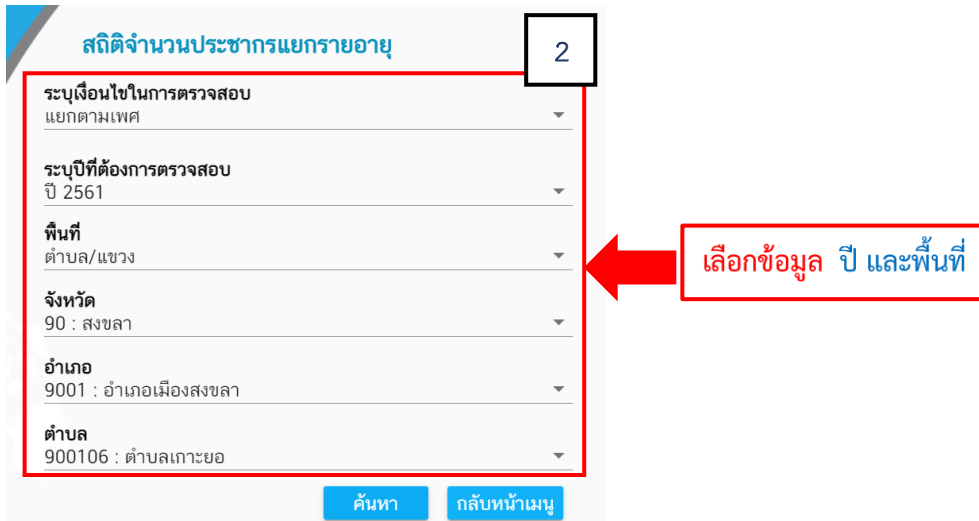 สถิติจำนวนประชากรแยกรายอายุ
2
ระบุเงื่อนไขในการตรวจสอบ
แยกตามเพศ
ระบุปีที่ต้องการตรวจสอบ
ปี 2561
พื้นที่
ตำบล/แขวง
เลือกข้อมูล ปี และพื้นที่
จังหวัด
90 : สงขลา
อำเภอ
9001 : อำเภอเมืองสงขลา
ตำบล
900106 : ตำบลเกาะยอ
ค้นหา กลับหน้าเมนู